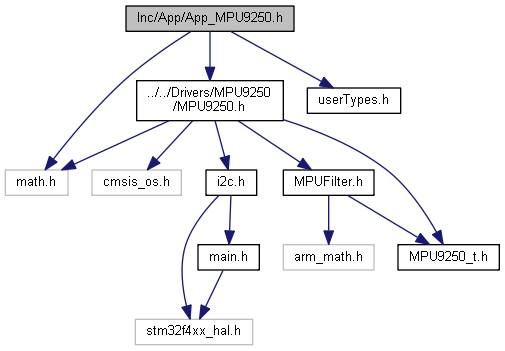 Inc/App/App_MPU9250.h
../../Drivers/MPU9250
/MPU9250.h
userTypes.h
math.h
cmsis_os.h
i2c.h
MPUFilter.h
main.h
arm_math.h
MPU9250_t.h
stm32f4xx_hal.h